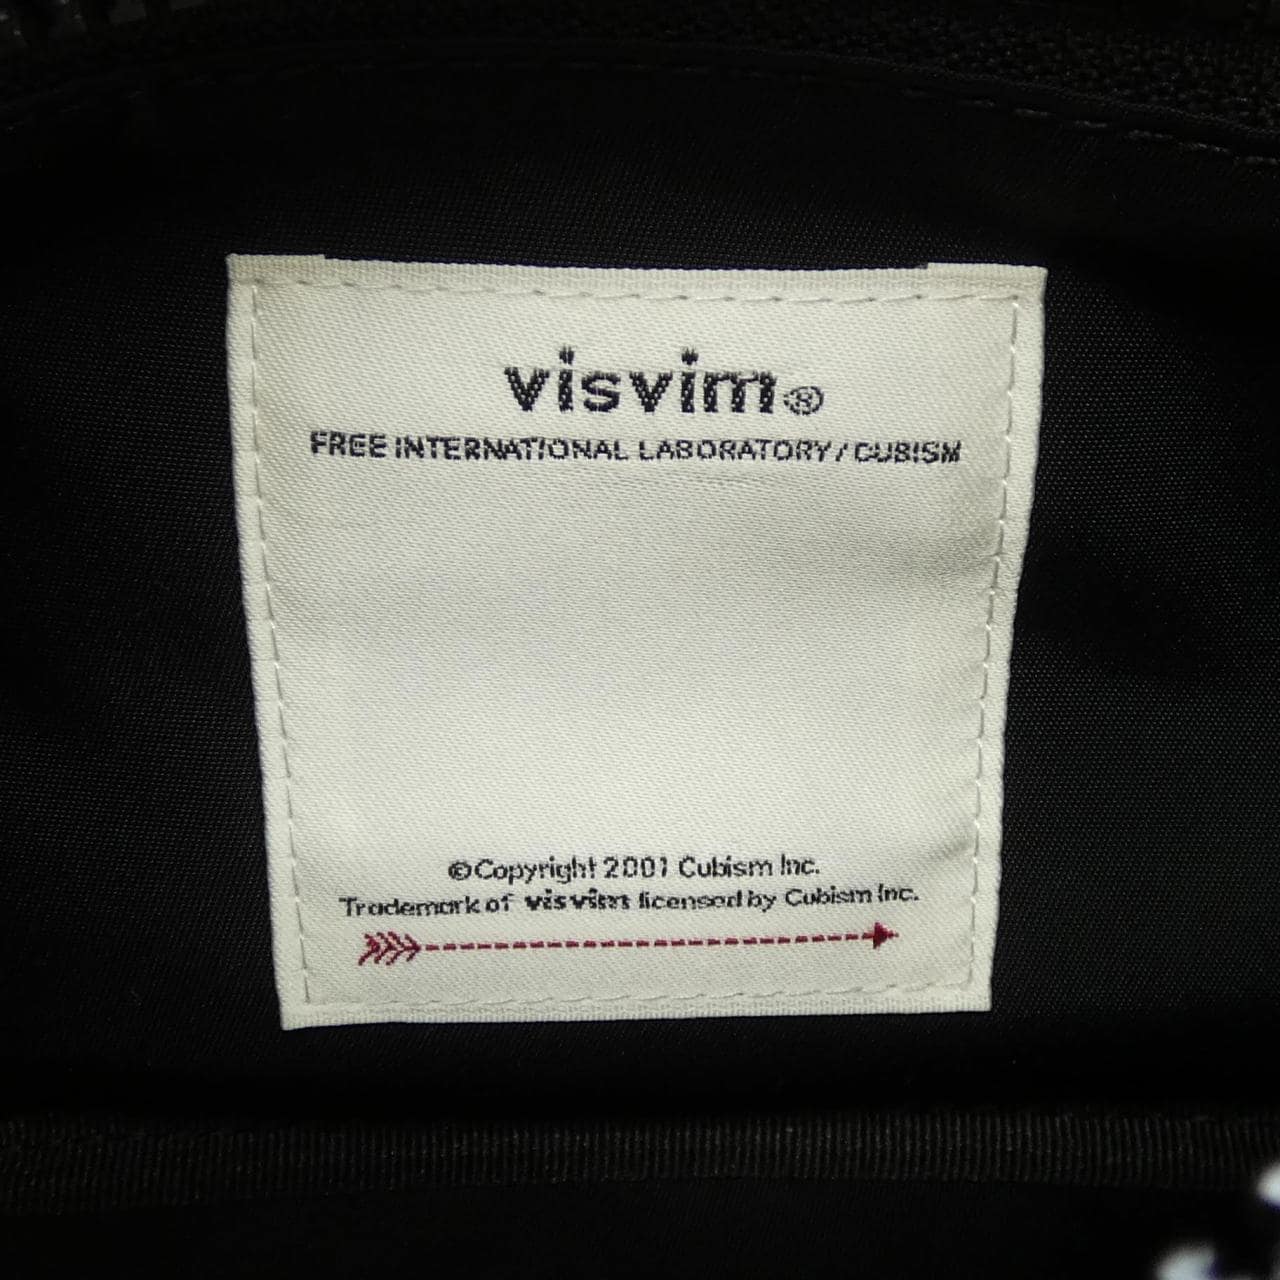 visvim®
FREE INTERNATIONAL LABORATORY / CUBISM
©Copyright 2001 Cubism Inc.
Trademark of visvim licensed by Cubism Inc.